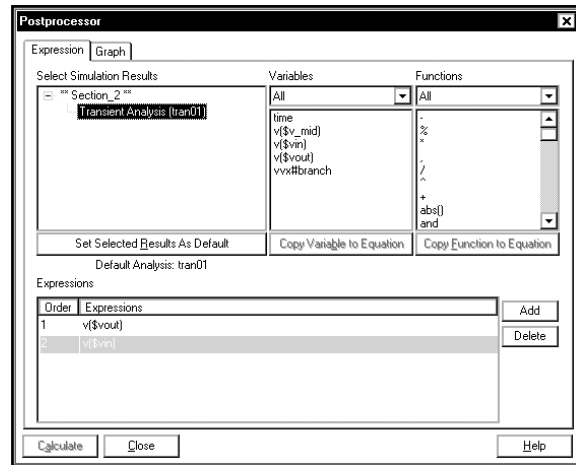 Postprocessor
Expression Graph
Select Simulation Results
** Section_2 **
Transient Analysis (tran01)
Set Selected Results As Default
Default Analysis: tran01
Variables
All
time
v($v_mid)
v($vin)
v($vout)
vvx#branch
Copy Variable to Equation
Functions
All
-
%
*
,
/
^
+
abs()
and
Copy Function to Equation
Expressions
Order Expressions
1 v($vout)
2 v($vin)
Add
Delete
Calculate Close Help